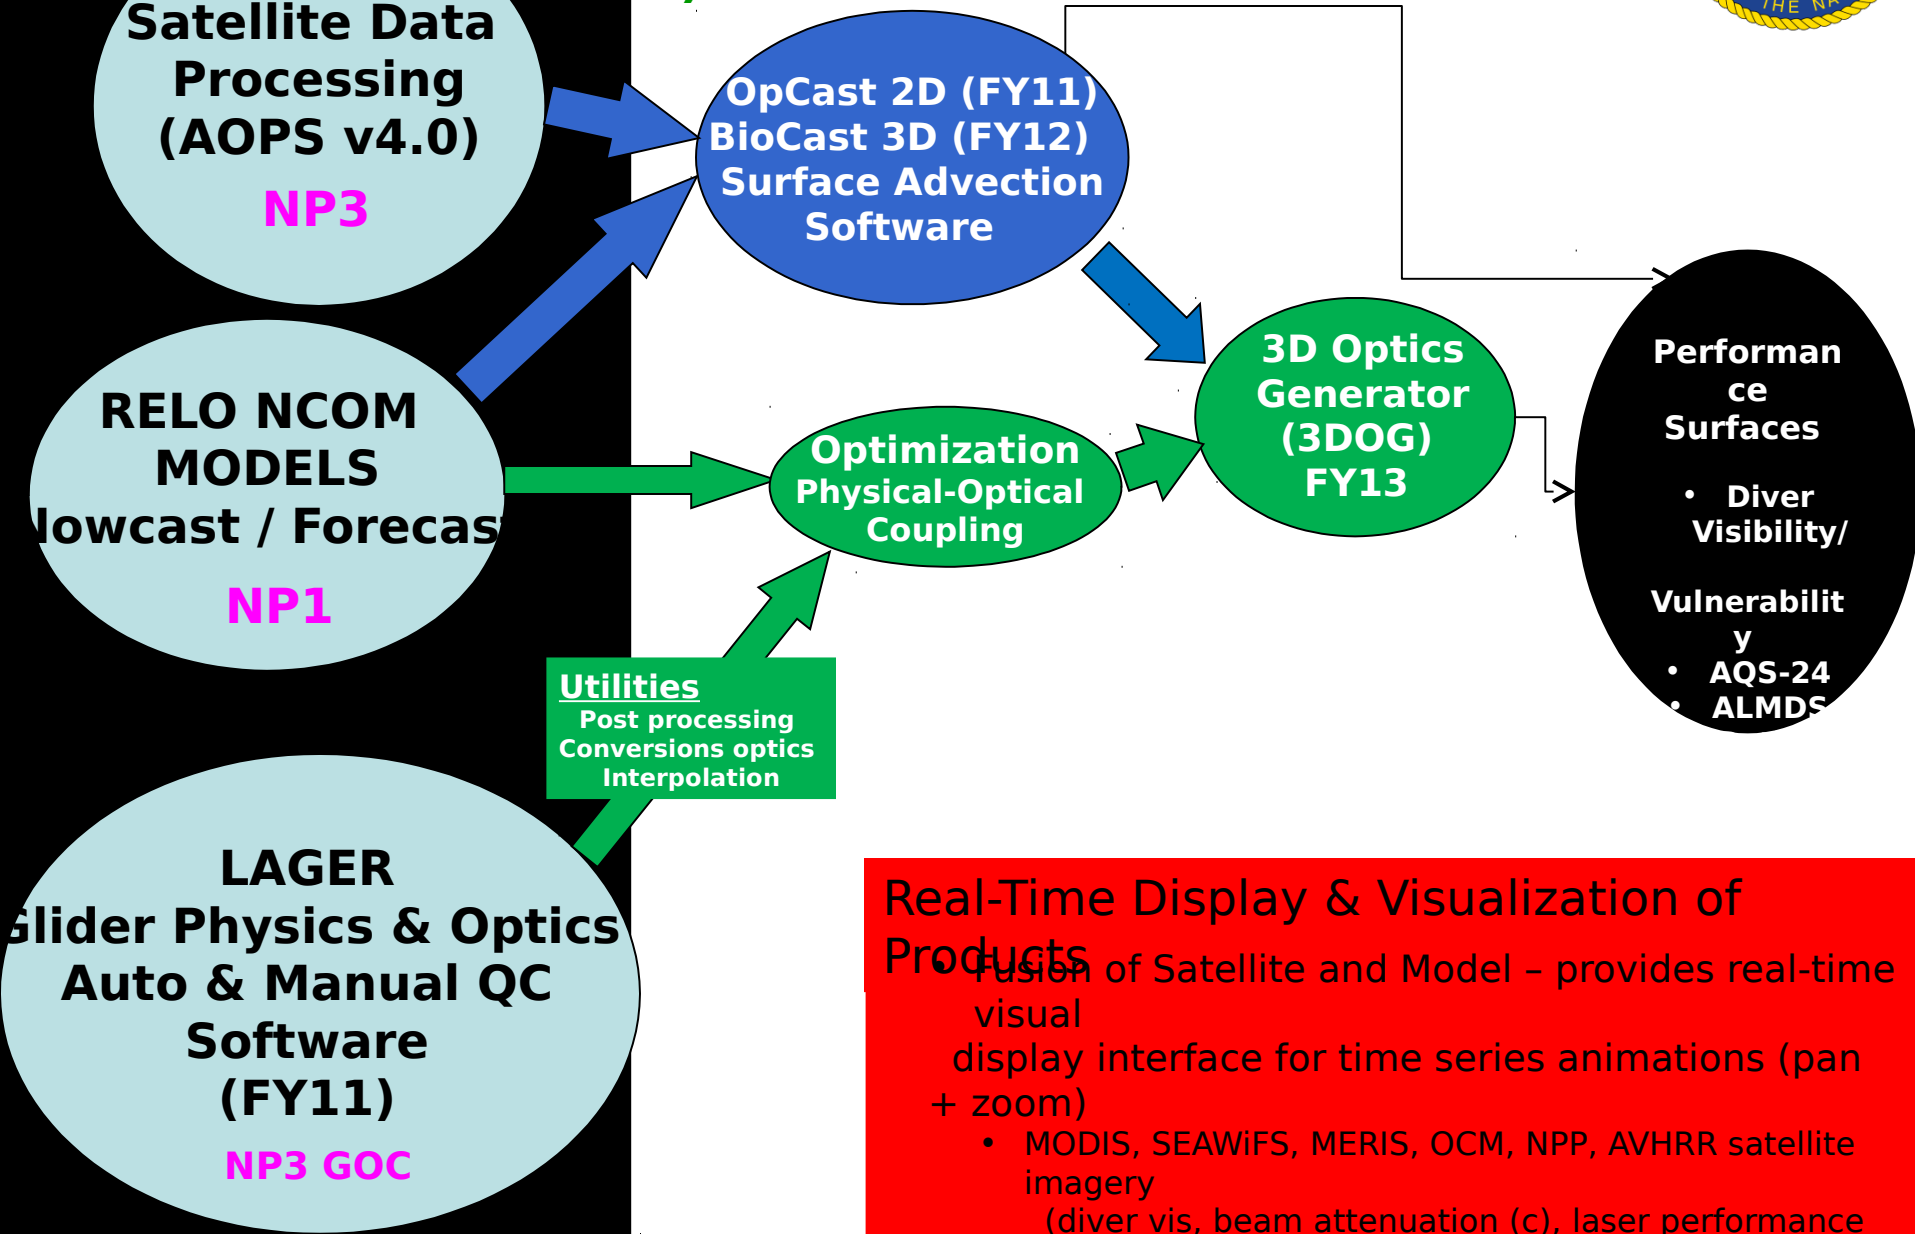 THE NA
Satellite Data
Processing
(AOPS v4.0)
NP3
OpCast 2D (FY11)
BioCast 3D (FY12)
Surface Advection
Software
RELO NCOM
MODELS
lowcast / Forecast
NP1
Optimization
Physical-Optical
Coupling
3D Optics
Generator
(3DOG)
FY13
Performan
ce
Surfaces
• Diver
Visibility/
Vulnerabilit
y
• AQS-24
• ALMDS
Utilities
Post processing
Conversions optics
Interpolation
LAGER
Glider Physics & Optics
Auto & Manual QC
Software
(FY11)
NP3 GOC
Real-Time Display & Visualization of
Products
• Fusion of Satellite and Model – provides real-time
visual
display interface for time series animations (pan
+ zoom)
• MODIS, SEAWiFS, MERIS, OCM, NPP, AVHRR satellite
imagery
(diver vis, beam attenuation (c), laser performance